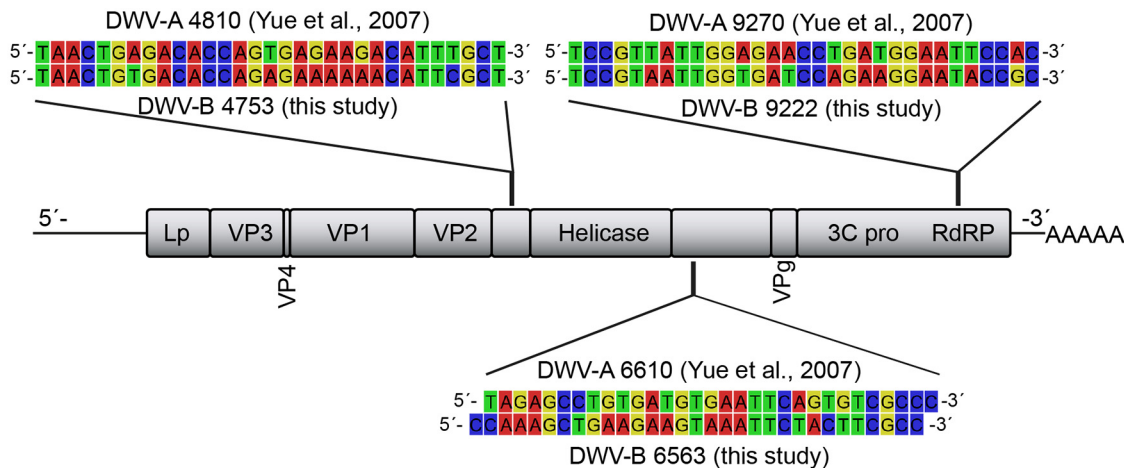 DWV-A 4810 (Yue et al., 2007)
5´- TAACTGAGACACCAGTGAGAAGACATTTGCT -3´
5´- TAACTGTGACACCAGAGAAAAAACATTCGCT -3´
DWV-B 4753 (this study)
DWV-A 9270 (Yue et al., 2007)
5´- TCCGTTATTGGAGAACCTGATGGAATTCCAC -3´
5´- TCCGTAATTGGTGATCCAGAAGGAATACCGC -3´
DWV-B 9222 (this study)
5´- Lp VP3 VP4 VP1 VP2 Helicase VPg 3C pro RdRP -3´ AAAAA
DWV-A 6610 (Yue et al., 2007)
5´- TAGAGCCTGTGATGTGAATTCAGTGTCGCCC -3´
5´- CCAAAGCTGAAGAAGTAAATTCTACTTCGCC -3´
DWV-B 6563 (this study)